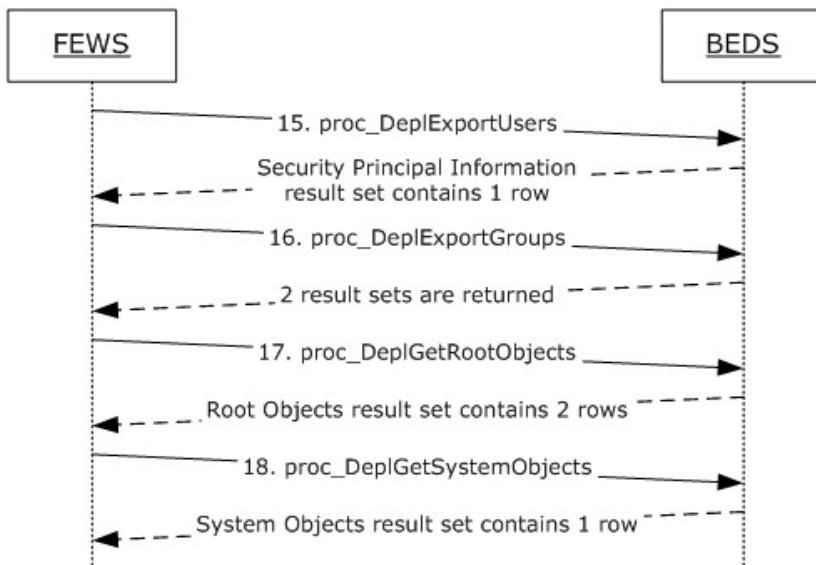 FEWS
BEDS
15. proc_DeplExportUsers
Security Principal Information
result set contains 1 row
16. proc_DeplExportGroups
2 result sets are returned
17. proc_DeplGetRootObjects
Root Objects result set contains 2 rows
18. proc_DeplGetSystemObjects
System Objects result set contains 1 row